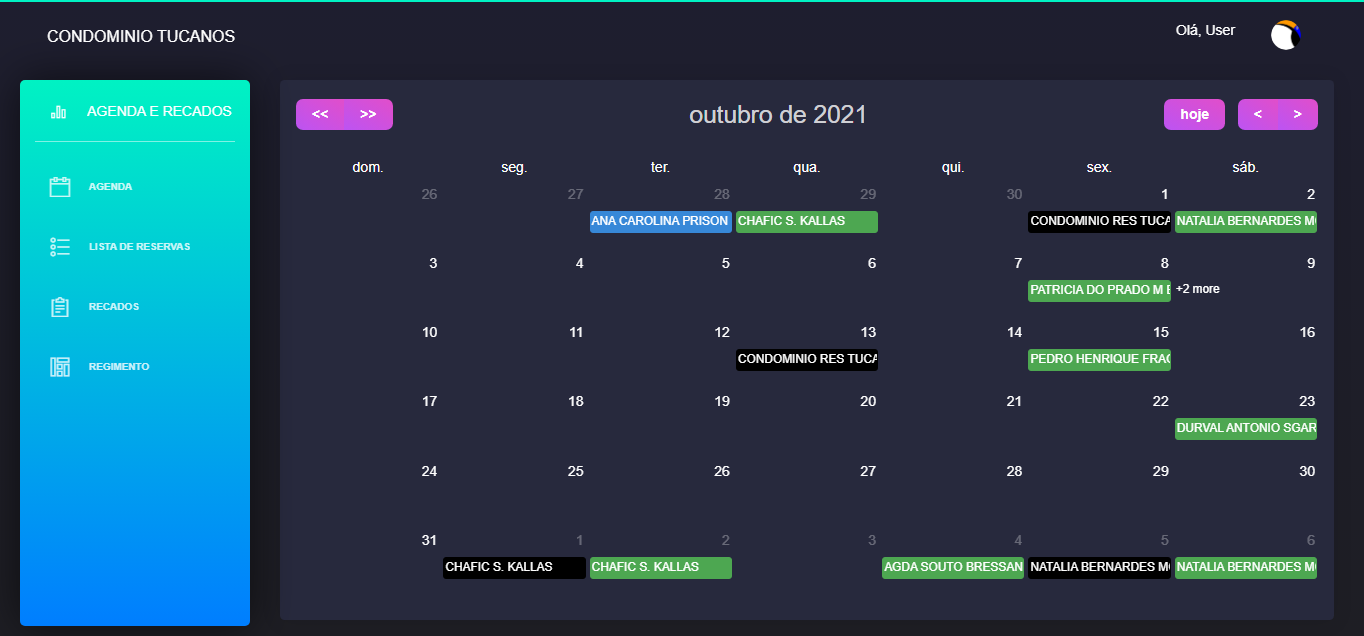 CONDOMINIO TUCANOS
Olá, User
AGENDA E RECADOS
AGENDA
LISTA DE RESERVAS
RECADOS
REGIMENTO
<< >> outubro de 2021 hoje < >
dom. seg. ter. qua. qui. sex. sáb.
26 27 28 29 30 1 2
ANA CAROLINA PRISON CHAFIC S. KALLAS CONDOMINIO RES TUCA NATALIA BERNARDES M
3 4 5 6 7 8 9
PATRICIA DO PRADO M E +2 more
10 11 12 13 14 15 16
CONDOMINIO RES TUCA PEDRO HENRIQUE FRA
17 18 19 20 21 22 23
DURVAL ANTONIO SGAR
24 25 26 27 28 29 30
31 1 2 3 4 5 6
CHAFIC S. KALLAS CHAFIC S. KALLAS AGDA SOUTO BRESSAN NATALIA BERNARDES M NATALIA BERNARDES M